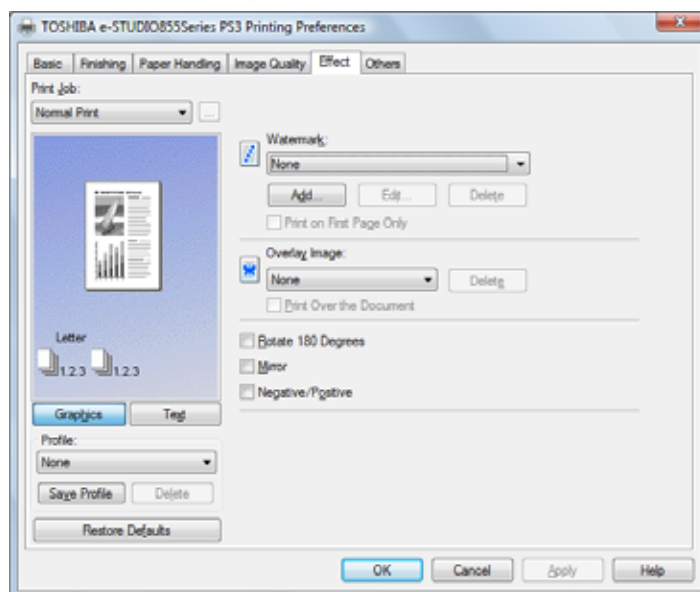 TOSHIBA e-STUDIO855Series PS3 Printing Preferences
Basic Finishing Paper Handling Image Quality Effect Others
Print Job:
Normal Print ...
Watermark:
None
Add... Edit... Delete
Print on First Page Only
Overlay Image:
None Delete
Print Over the Document
Rotate 180 Degrees
Mirror
Negative/Positive
Letter
1.2.3 1.2.3
Graphics Text
Profile:
None
Save Profile Delete
Restore Defaults
OK Cancel Apply Help